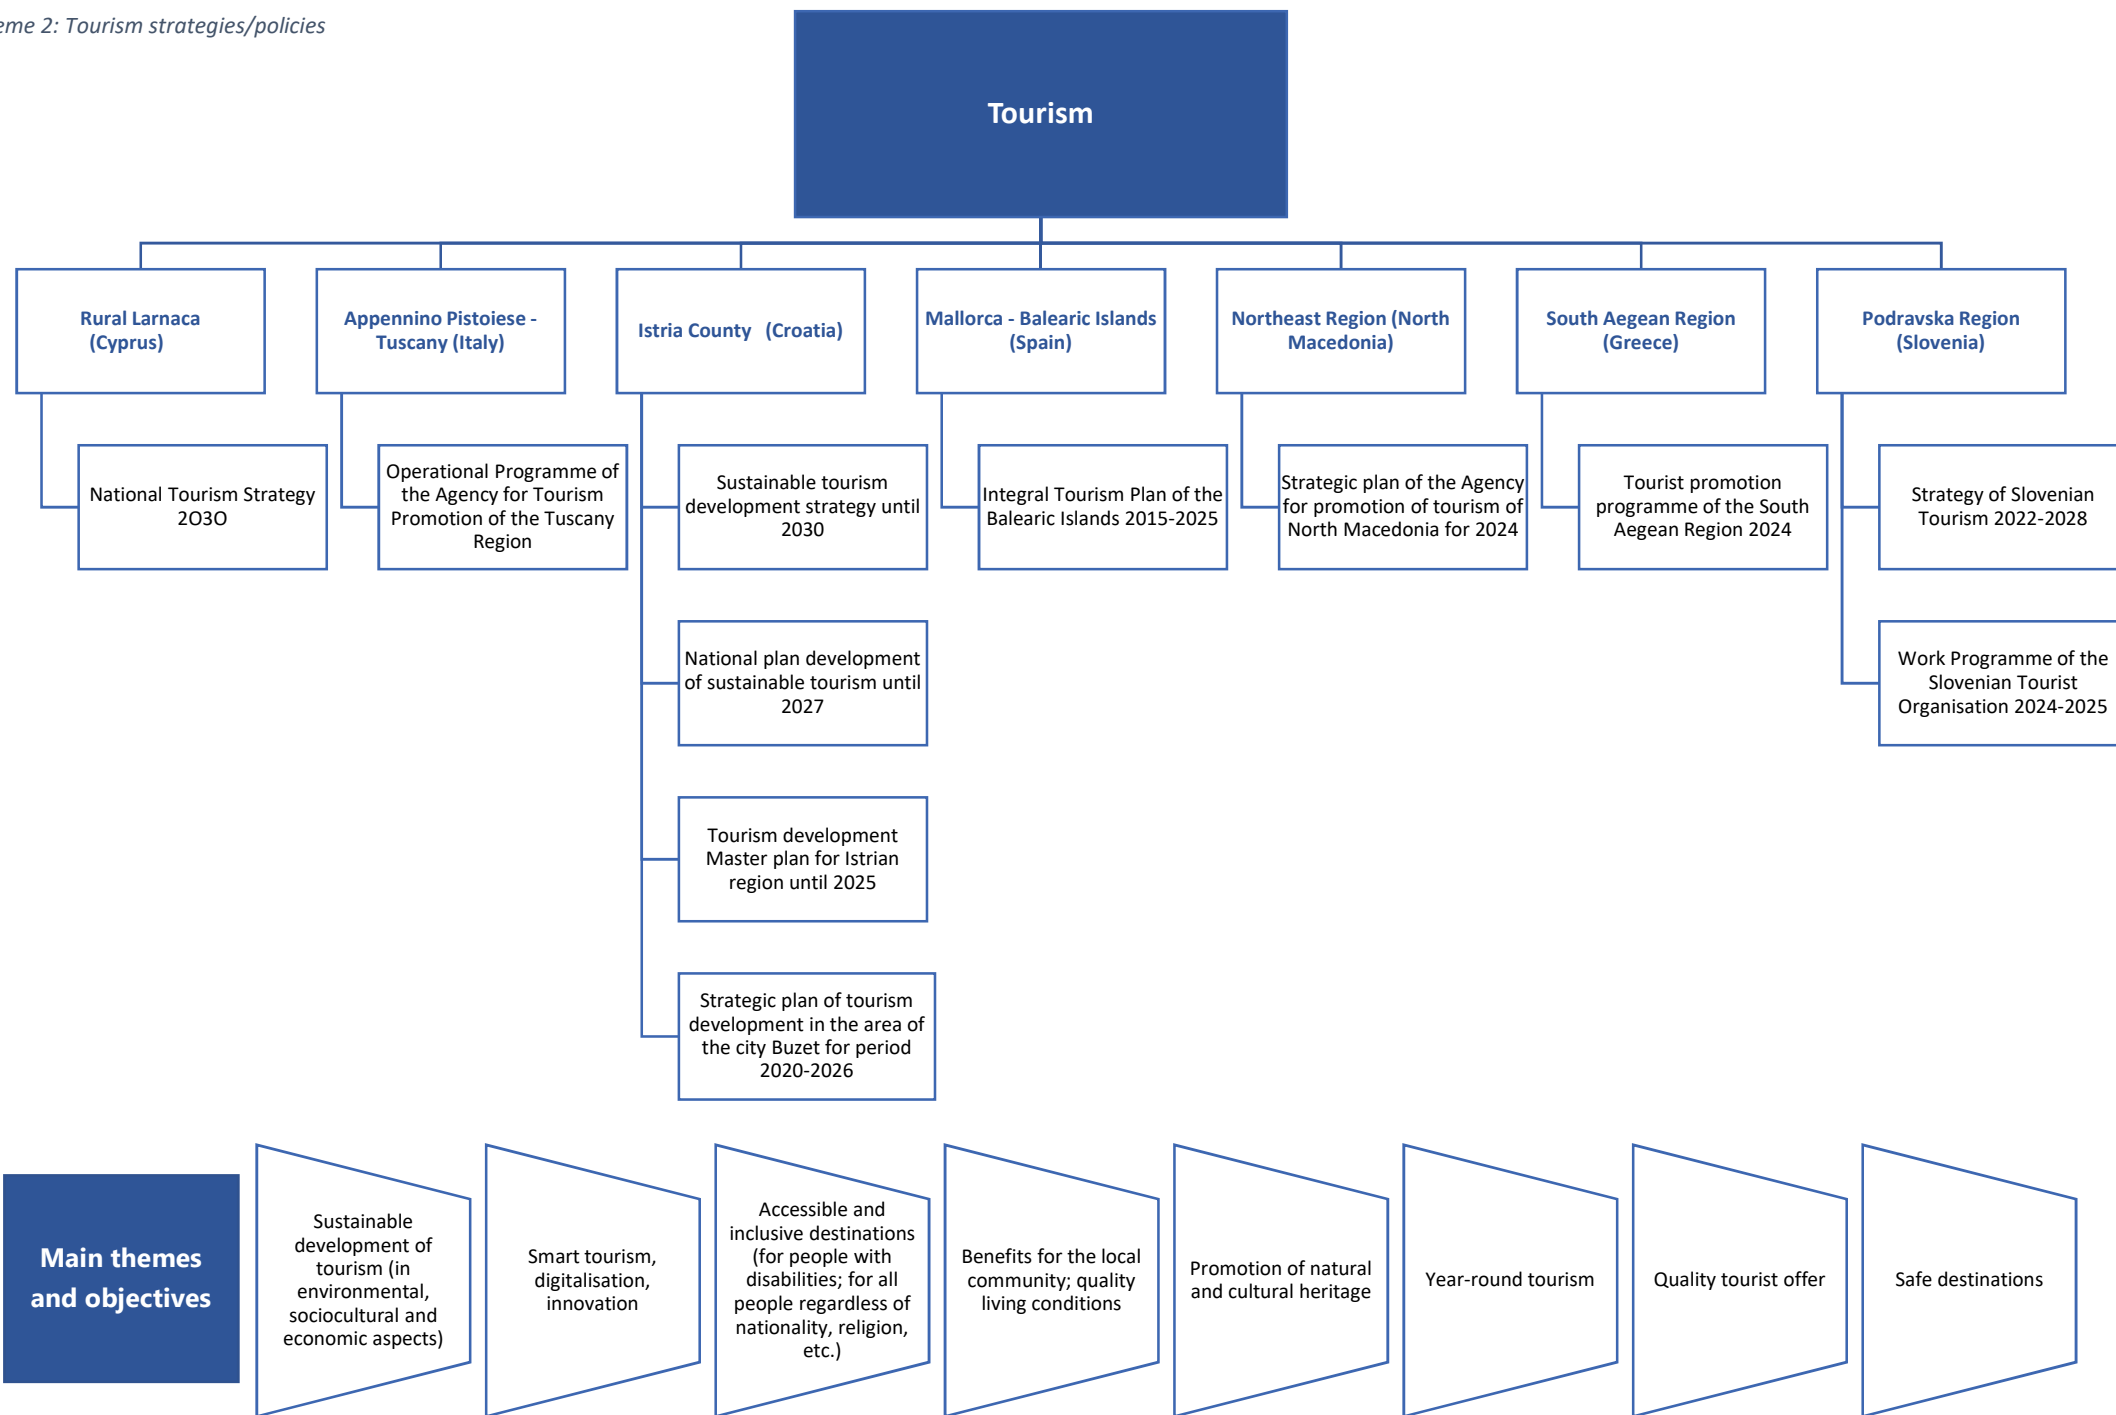 eme 2: Tourism strategies/policies
Tourism
Rural Larnaca
(Cyprus)
Appennino Pistoiese -
Tuscany (Italy)
Istria County (Croatia)
Mallorca - Balearic Islands
(Spain)
Northeast Region (North
Macedonia)
South Aegean Region
(Greece)
Podravska Region
(Slovenia)
National Tourism Strategy
2O3O
Operational Programme of
the Agency for Tourism
Promotion of the Tuscany
Region
Sustainable tourism
development strategy until
2030
Integral Tourism Plan of the
Balearic Islands 2015-2025
Strategic plan of the Agency
for promotion of tourism of
North Macedonia for 2024
Tourist promotion
programme of the South
Aegean Region 2024
Strategy of Slovenian
Tourism 2022-2028
National plan development
of sustainable tourism until
2027
Work Programme of the
Slovenian Tourist
Organisation 2024-2025
Tourism development
Master plan for Istrian
region until 2025
Strategic plan of tourism
development in the area of
the city Buzet for period
2020-2026
Main themes
and objectives
Sustainable
development of
tourism (in
environmental,
sociocultural and
economic aspects)
Smart tourism,
digitalisation,
innovation
Accessible and
inclusive destinations
(for people with
disabilities; for all
people regardless of
nationality, religion,
etc.)
Benefits for the local
community; quality
living conditions
Promotion of natural
and cultural heritage
Year-round tourism
Quality tourist offer
Safe destinations